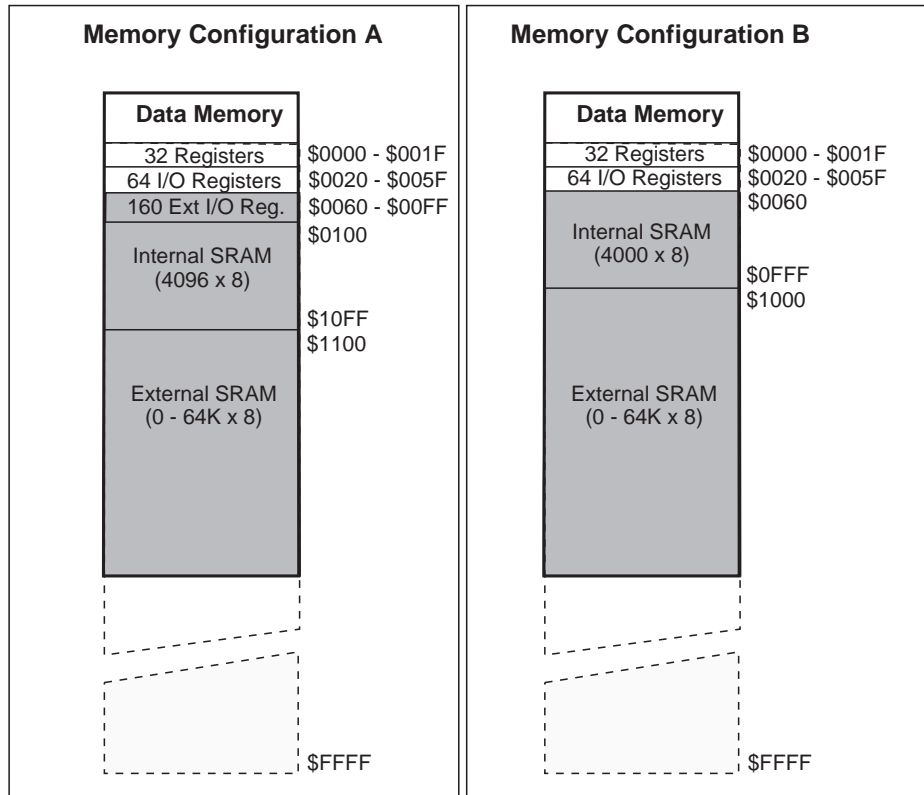 Memory Configuration A
Data Memory
32 Registers
$0000 - $001F
64 I/O Registers
$0020 - $005F
160 Ext I/O Reg.
$0060 - $00FF
$0100
Internal SRAM
(4096 x 8)
$10FF
$1100
External SRAM
(0 - 64K x 8)
$FFFF
Memory Configuration B
Data Memory
32 Registers
$0000 - $001F
64 I/O Registers
$0020 - $005F
$0060
Internal SRAM
(4000 x 8)
$0FFF
$1000
External SRAM
(0 - 64K x 8)
$FFFF